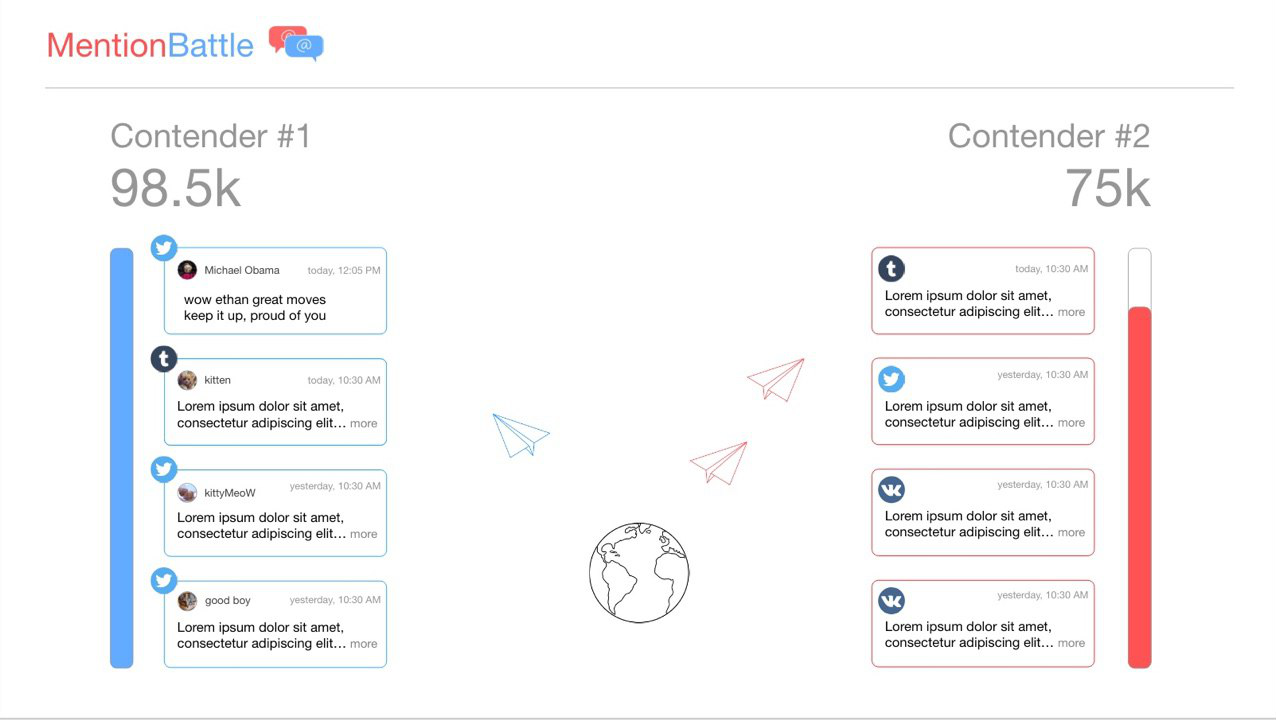 MentionBattle @ @
Contender #1
98.5k
Michael Obama today, 12:05 PM
wow ethan great moves
keep it up, proud of you
kitten today, 10:30 AM
Lorem ipsum dolor sit amet,
consectetur adipiscing elit… more
kittyMeoW yesterday, 10:30 AM
Lorem ipsum dolor sit amet,
consectetur adipiscing elit… more
good boy yesterday, 10:30 AM
Lorem ipsum dolor sit amet,
consectetur adipiscing elit… more
Contender #2
75k
today, 10:30 AM
Lorem ipsum dolor sit amet,
consectetur adipiscing elit… more
yesterday, 10:30 AM
Lorem ipsum dolor sit amet,
consectetur adipiscing elit… more
yesterday, 10:30 AM
Lorem ipsum dolor sit amet,
consectetur adipiscing elit… more
yesterday, 10:30 AM
Lorem ipsum dolor sit amet,
consectetur adipiscing elit… more